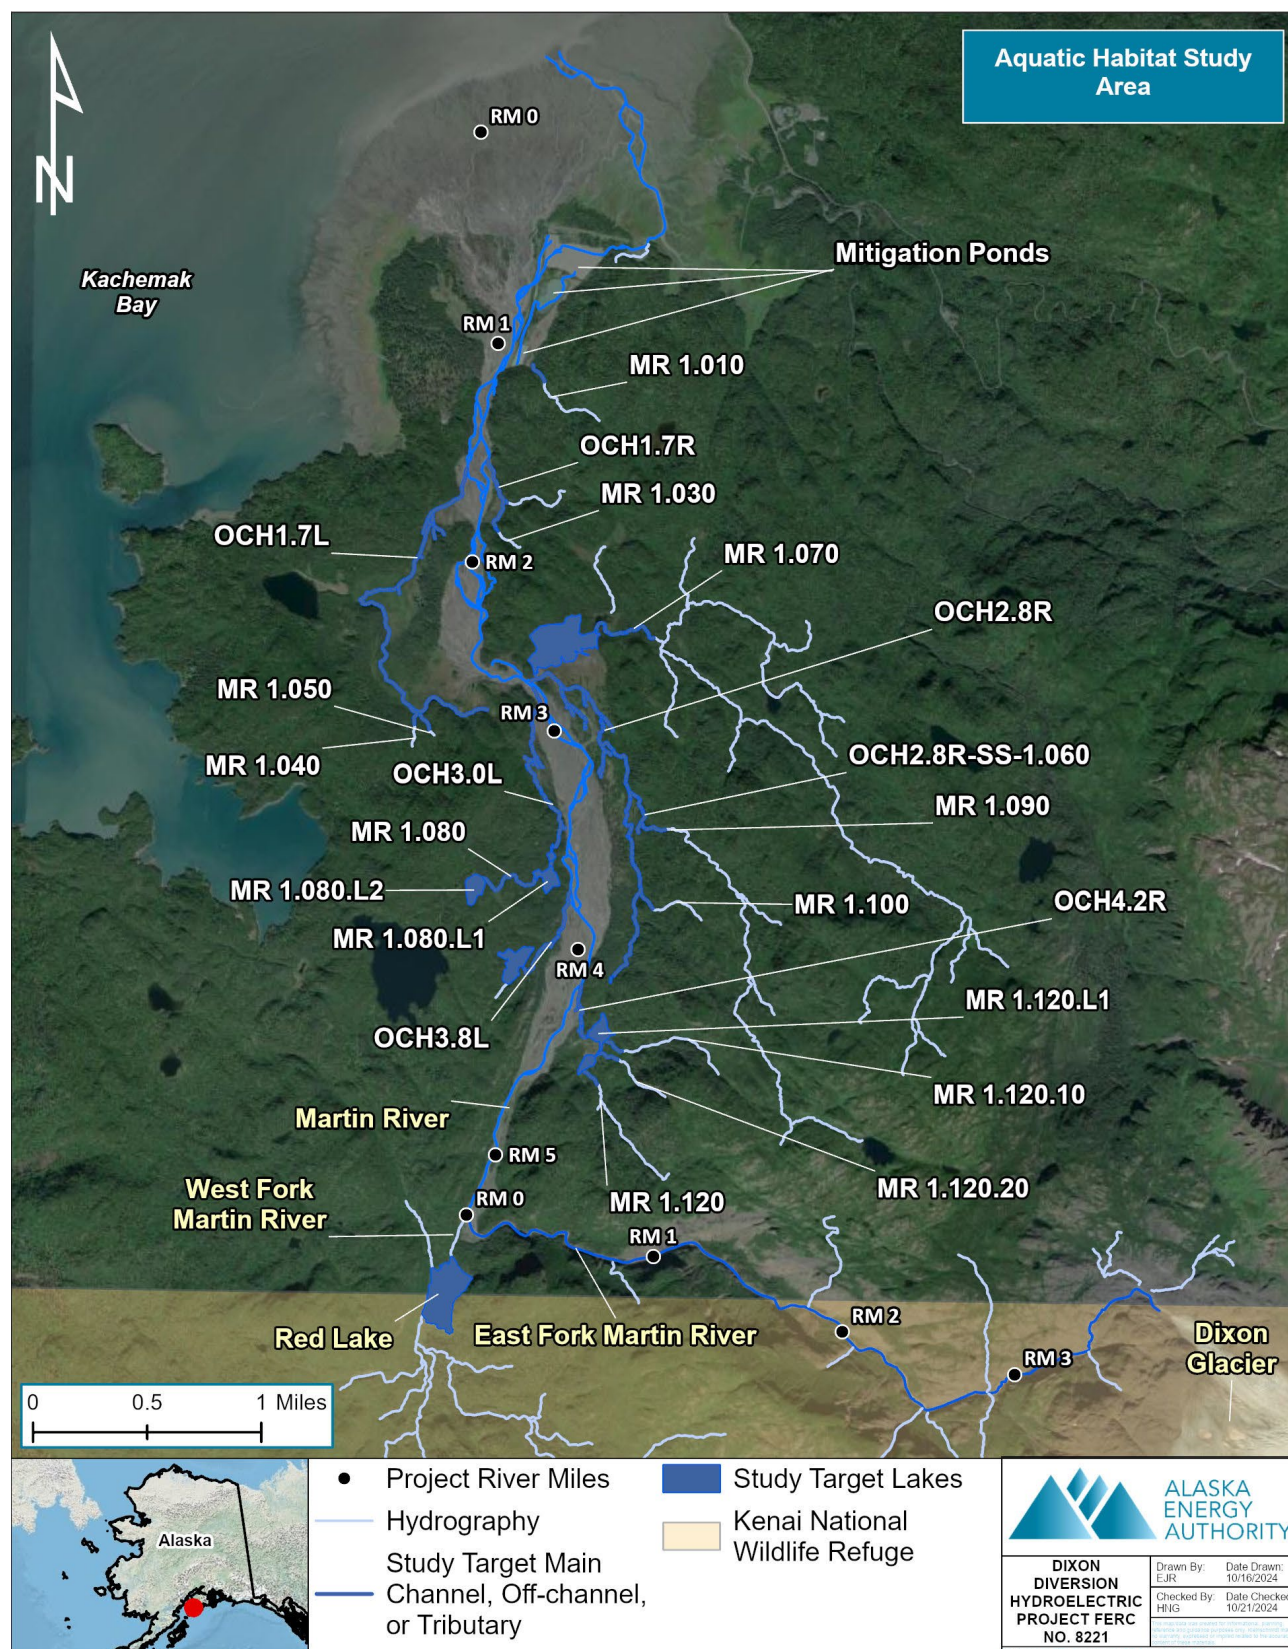 Aquatic Habitat Study
Area
N
RM 0
Kachemak
Bay
Mitigation Ponds
RM 1
MR 1.010
OCH1.7R
MR 1.030
OCH1.7L
RM 2
MR 1.070
OCH2.8R
MR 1.050
RM 3
MR 1.040
OCH3.0L
OCH2.8R-SS-1.060
MR 1.090
MR 1.080
MR 1.080.L2
MR 1.100
OCH4.2R
MR 1.080.L1
RM 4
MR 1.120.L1
OCH3.8L
MR 1.120.10
Martin River
RM 5
West Fork
Martin River
RM 0
MR 1.120
MR 1.120.20
RM 1
RM 2
Red Lake
East Fork Martin River
Dixon
Glacier
RM 3
0 0.5 1 Miles
Alaska
Project River Miles
Hydrography
Study Target Main
Channel, Off-channel,
or Tributary
Study Target Lakes
Kenai National
Wildlife Refuge
ALASKA
ENERGY
AUTHORITY
DIXON
DIVERSION
HYDROELECTRIC
PROJECT FERC
NO. 8221
Drawn By:
EJR
Date Drawn:
10/16/2024
Checked By:
HNG
Date Checked
10/21/2024